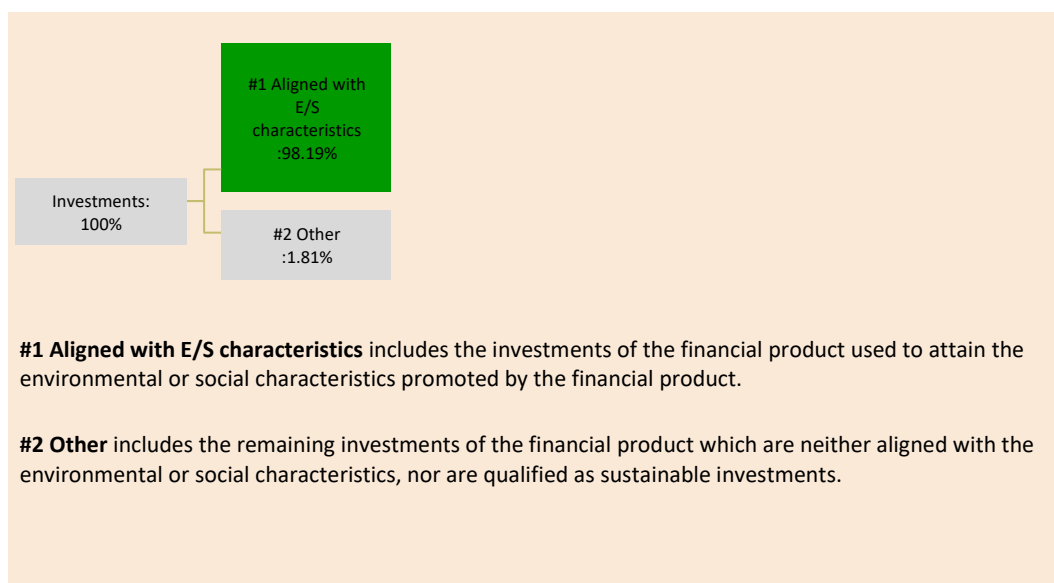 #1 Aligned with
E/S
characteristics
:98.19%
Investments:
100%
#2 Other
:1.81%
#1 Aligned with E/S characteristics includes the investments of the financial product used to attain the
environmental or social characteristics promoted by the financial product.
#2 Other includes the remaining investments of the financial product which are neither aligned with the
environmental or social characteristics, nor are qualified as sustainable investments.